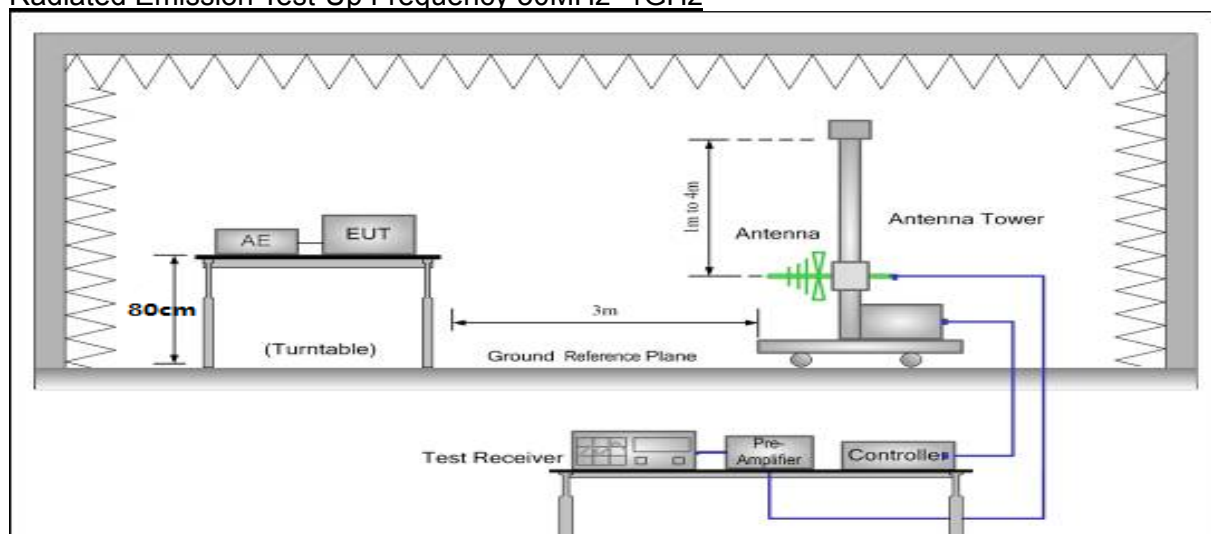 Radiated Emission Test-Up Frequency 30MHz~1GHz
AE
EUT
80cm
(Turntable)
3m
Ground Reference Plane
1m to 4m
Antenna
Antenna Tower
Test Receiver
Pre-
Amplifier
Controller